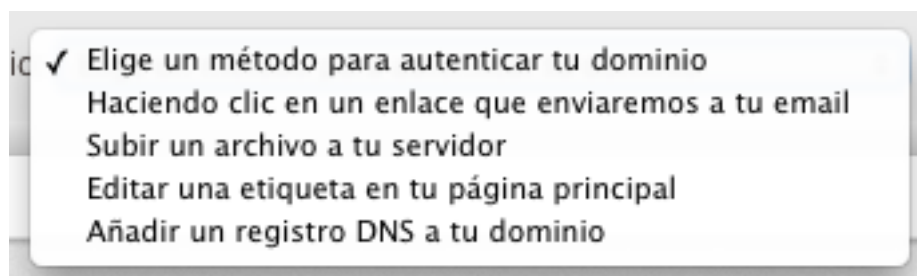 ✓ Elige un método para autenticar tu dominio
Haciendo clic en un enlace que enviaremos a tu email
Subir un archivo a tu servidor
Editar una etiqueta en tu página principal
Añadir un registro DNS a tu dominio